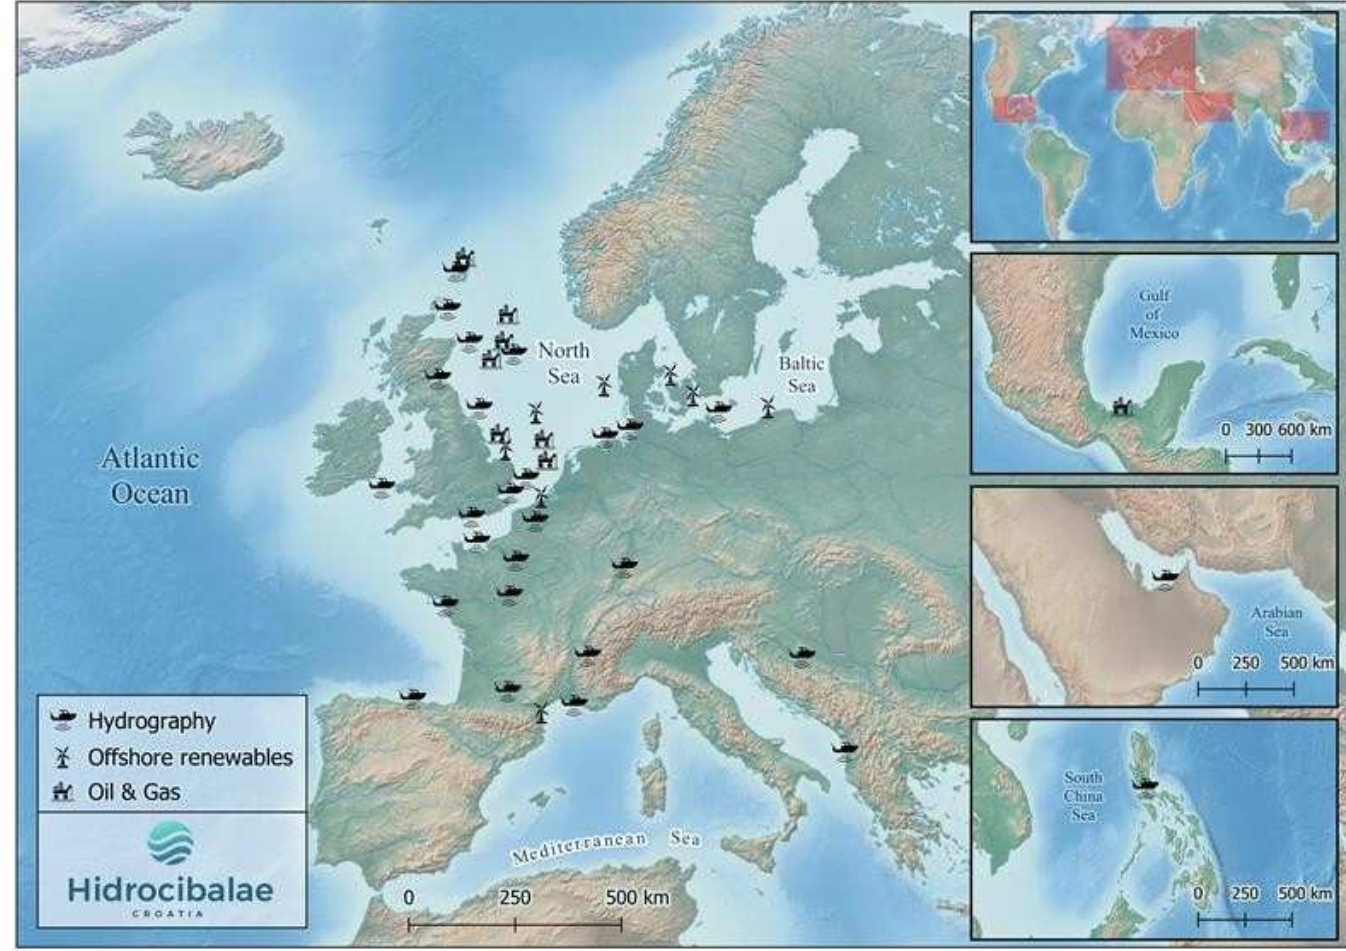 North
Sea
Baltic
Sea
Atlantic
Ocean
Mediterranean Sea
0 250 500 km
Hydrography
Offshore renewables
Oil & Gas
Hidrocibalae
CROATIA
Gulf
of
Mexico
0 300 600 km
Arabian
Sea
0 250 500 km
South
China
Sea
0 250 500 km